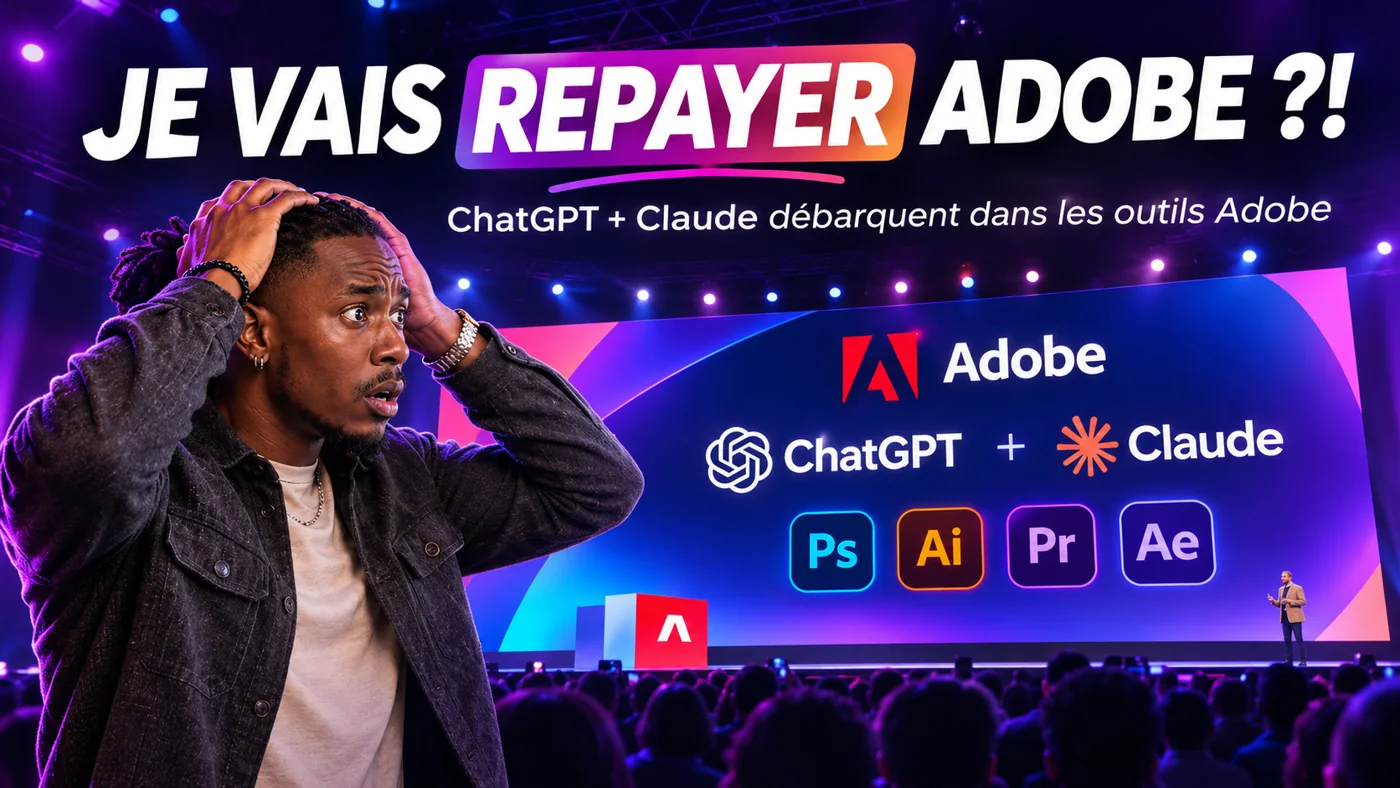 JE VAIS REPAYER ADOBE ?!
ChatGPT + Claude débarquent dans les outils Adobe
Adobe
ChatGPT + Claude
Ps Ai Pr Ae